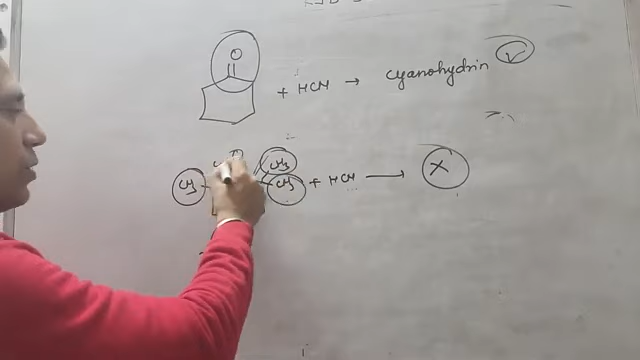 O
+ HCN → cyanohydrin ✓
CH3
CH3 CH3 + HCN → ×